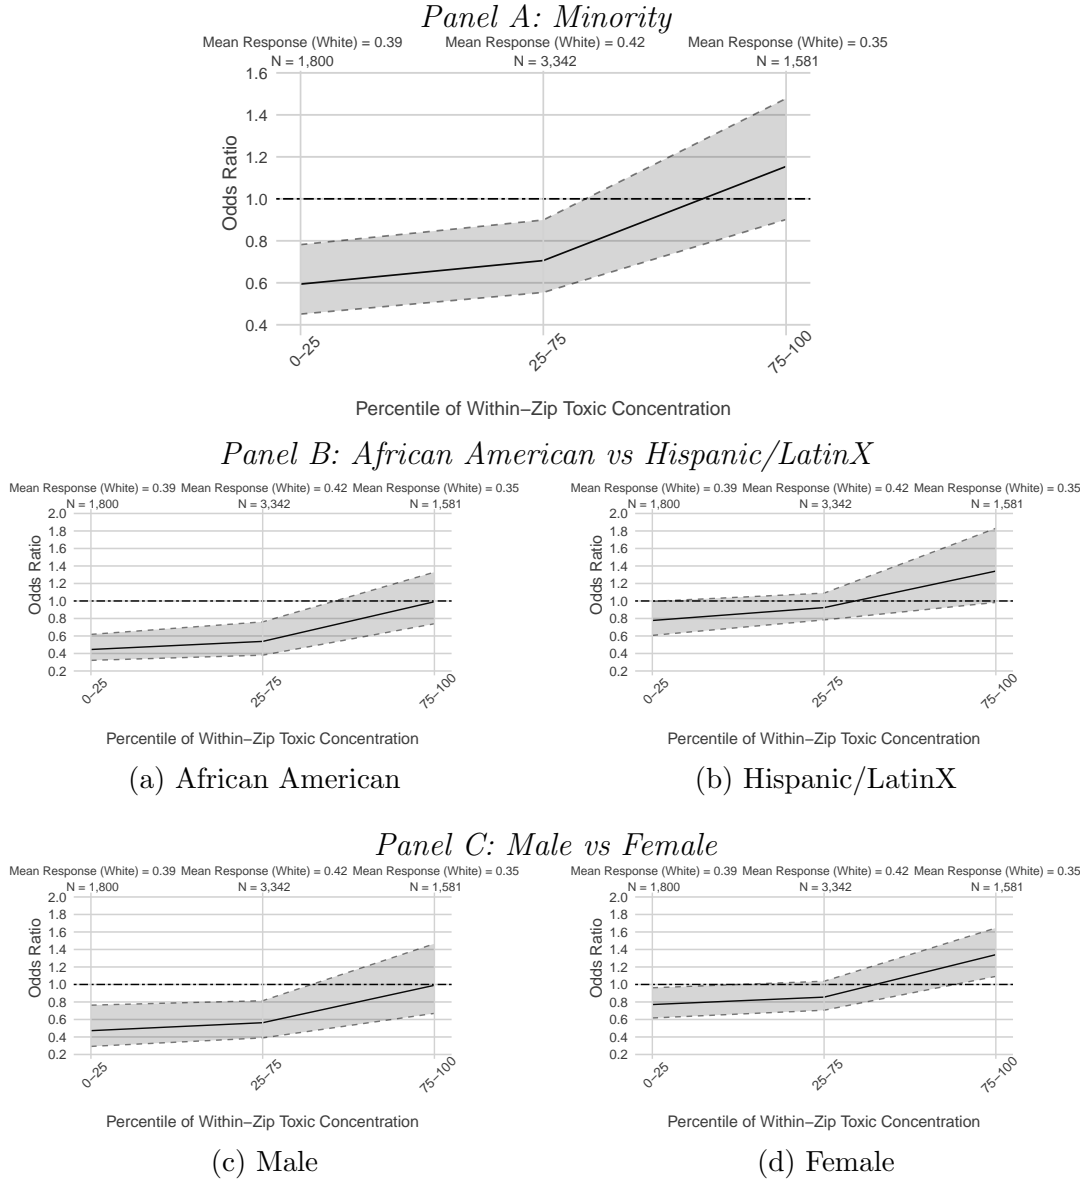 Panel A: Minority
Mean Response (White) = 0.39 Mean Response (White) = 0.42 Mean Response (White) = 0.35
N = 1,800 N = 3,342 N = 1,581
1.6
1.4
1.2
1.0
0.8
0.6
0.4
Odds Ratio
0−25 25−75 75−100
Percentile of Within−Zip Toxic Concentration
Panel B: African American vs Hispanic/LatinX
Mean Response (White) = 0.39 Mean Response (White) = 0.42 Mean Response (White) = 0.35
N = 1,800 N = 3,342 N = 1,581
2.0
1.8
1.6
1.4
1.2
1.0
0.8
0.6
0.4
0.2
Odds Ratio
0−25 25−75 75−100
Percentile of Within−Zip Toxic Concentration
(a) African American
Mean Response (White) = 0.39 Mean Response (White) = 0.42 Mean Response (White) = 0.35
N = 1,800 N = 3,342 N = 1,581
2.0
1.8
1.6
1.4
1.2
1.0
0.8
0.6
0.4
0.2
Odds Ratio
0−25 25−75 75−100
Percentile of Within−Zip Toxic Concentration
(b) Hispanic/LatinX
Panel C: Male vs Female
Mean Response (White) = 0.39 Mean Response (White) = 0.42 Mean Response (White) = 0.35
N = 1,800 N = 3,342 N = 1,581
2.0
1.8
1.6
1.4
1.2
1.0
0.8
0.6
0.4
0.2
Odds Ratio
0−25 25−75 75−100
Percentile of Within−Zip Toxic Concentration
(c) Male
Mean Response (White) = 0.39 Mean Response (White) = 0.42 Mean Response (White) = 0.35
N = 1,800 N = 3,342 N = 1,581
2.0
1.8
1.6
1.4
1.2
1.0
0.8
0.6
0.4
0.2
Odds Ratio
0−25 25−75 75−100
Percentile of Within−Zip Toxic Concentration
(d) Female